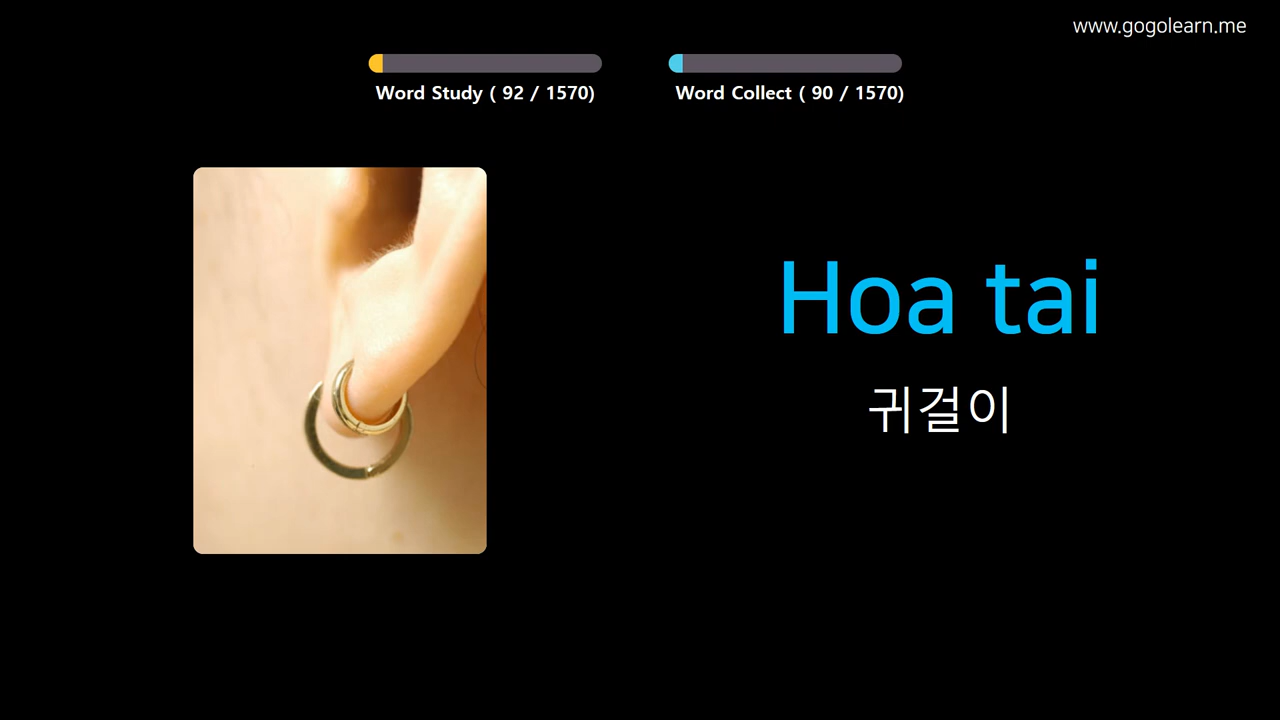 www.gogolearn.me
Word Study ( 92 / 1570)
Word Collect ( 90 / 1570)
Hoa tai
귀걸이